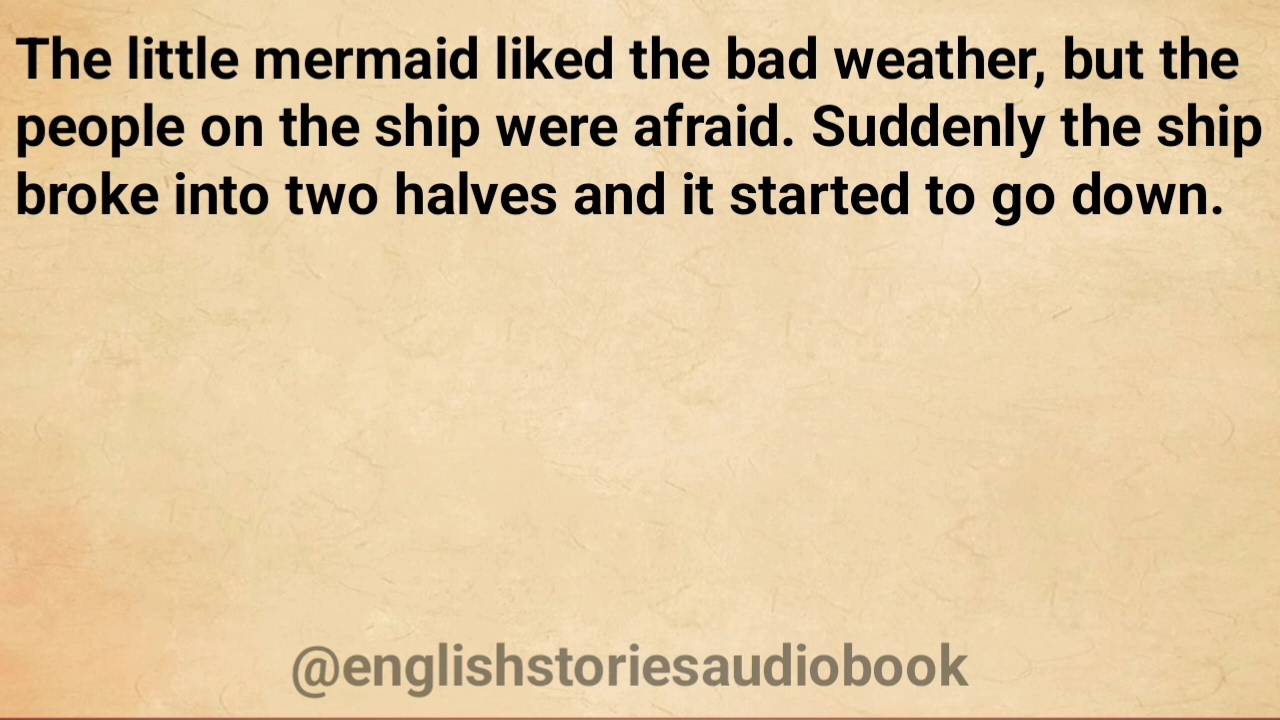 The little mermaid liked the bad weather, but the
people on the ship were afraid. Suddenly the ship
broke into two halves and it started to go down.
@englishstoriesaudiobook